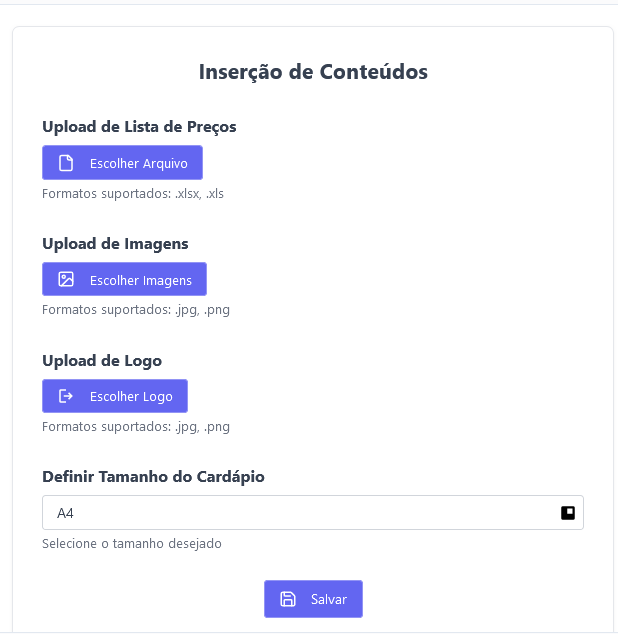 Inserção de Conteúdos
Upload de Lista de Preços
Escolher Arquivo
Formatos suportados: .xlsx, .xls
Upload de Imagens
Escolher Imagens
Formatos suportados: .jpg, .png
Upload de Logo
Escolher Logo
Formatos suportados: .jpg, .png
Definir Tamanho do Cardápio
A4
Selecione o tamanho desejado
Salvar